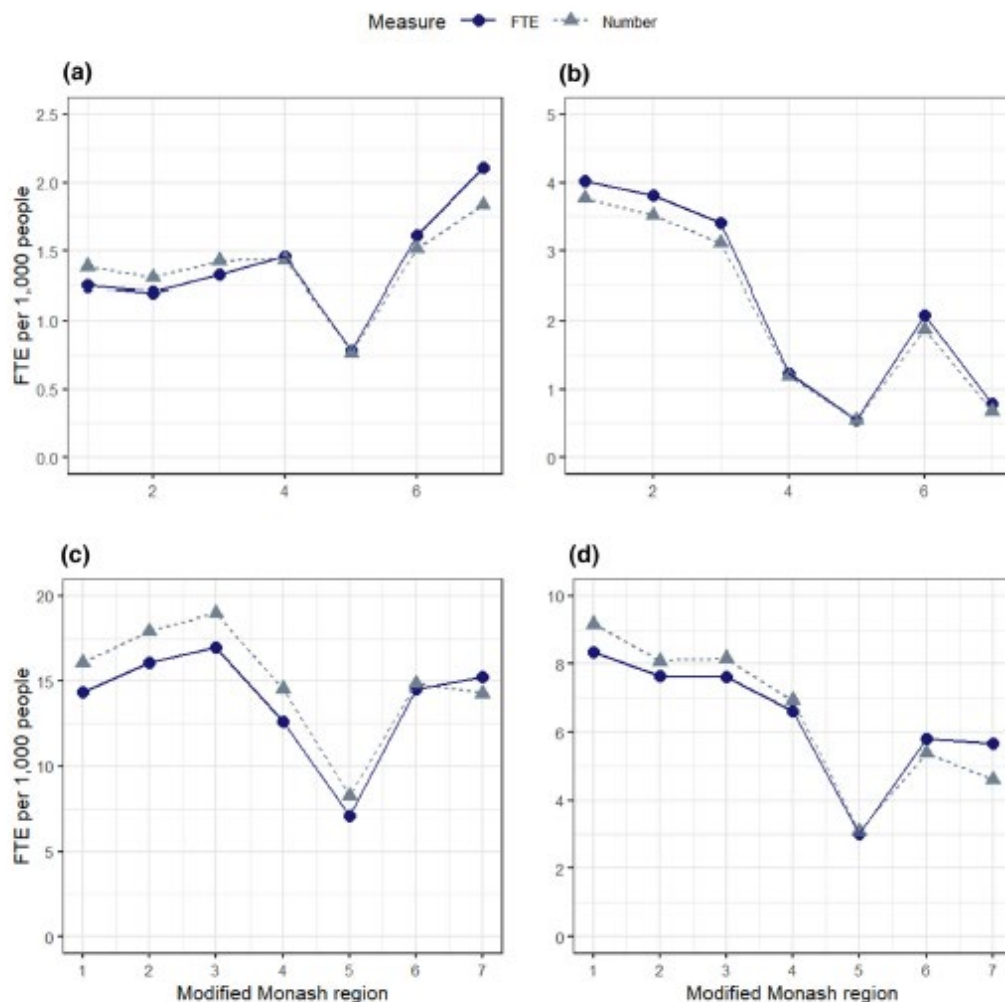 Measure FTE Number
(a) (b)
FTE per 1,000 people
2.5
2.0
1.5
1.0
0.5
0.0
2 4 6
5
4
3
2
1
0
2 4 6
(c) (d)
FTE per 1,000 people
20
15
10
5
0
1 2 3 4 5 6 7
Modified Monash region
10
8
6
4
2
0
1 2 3 4 5 6 7
Modified Monash region